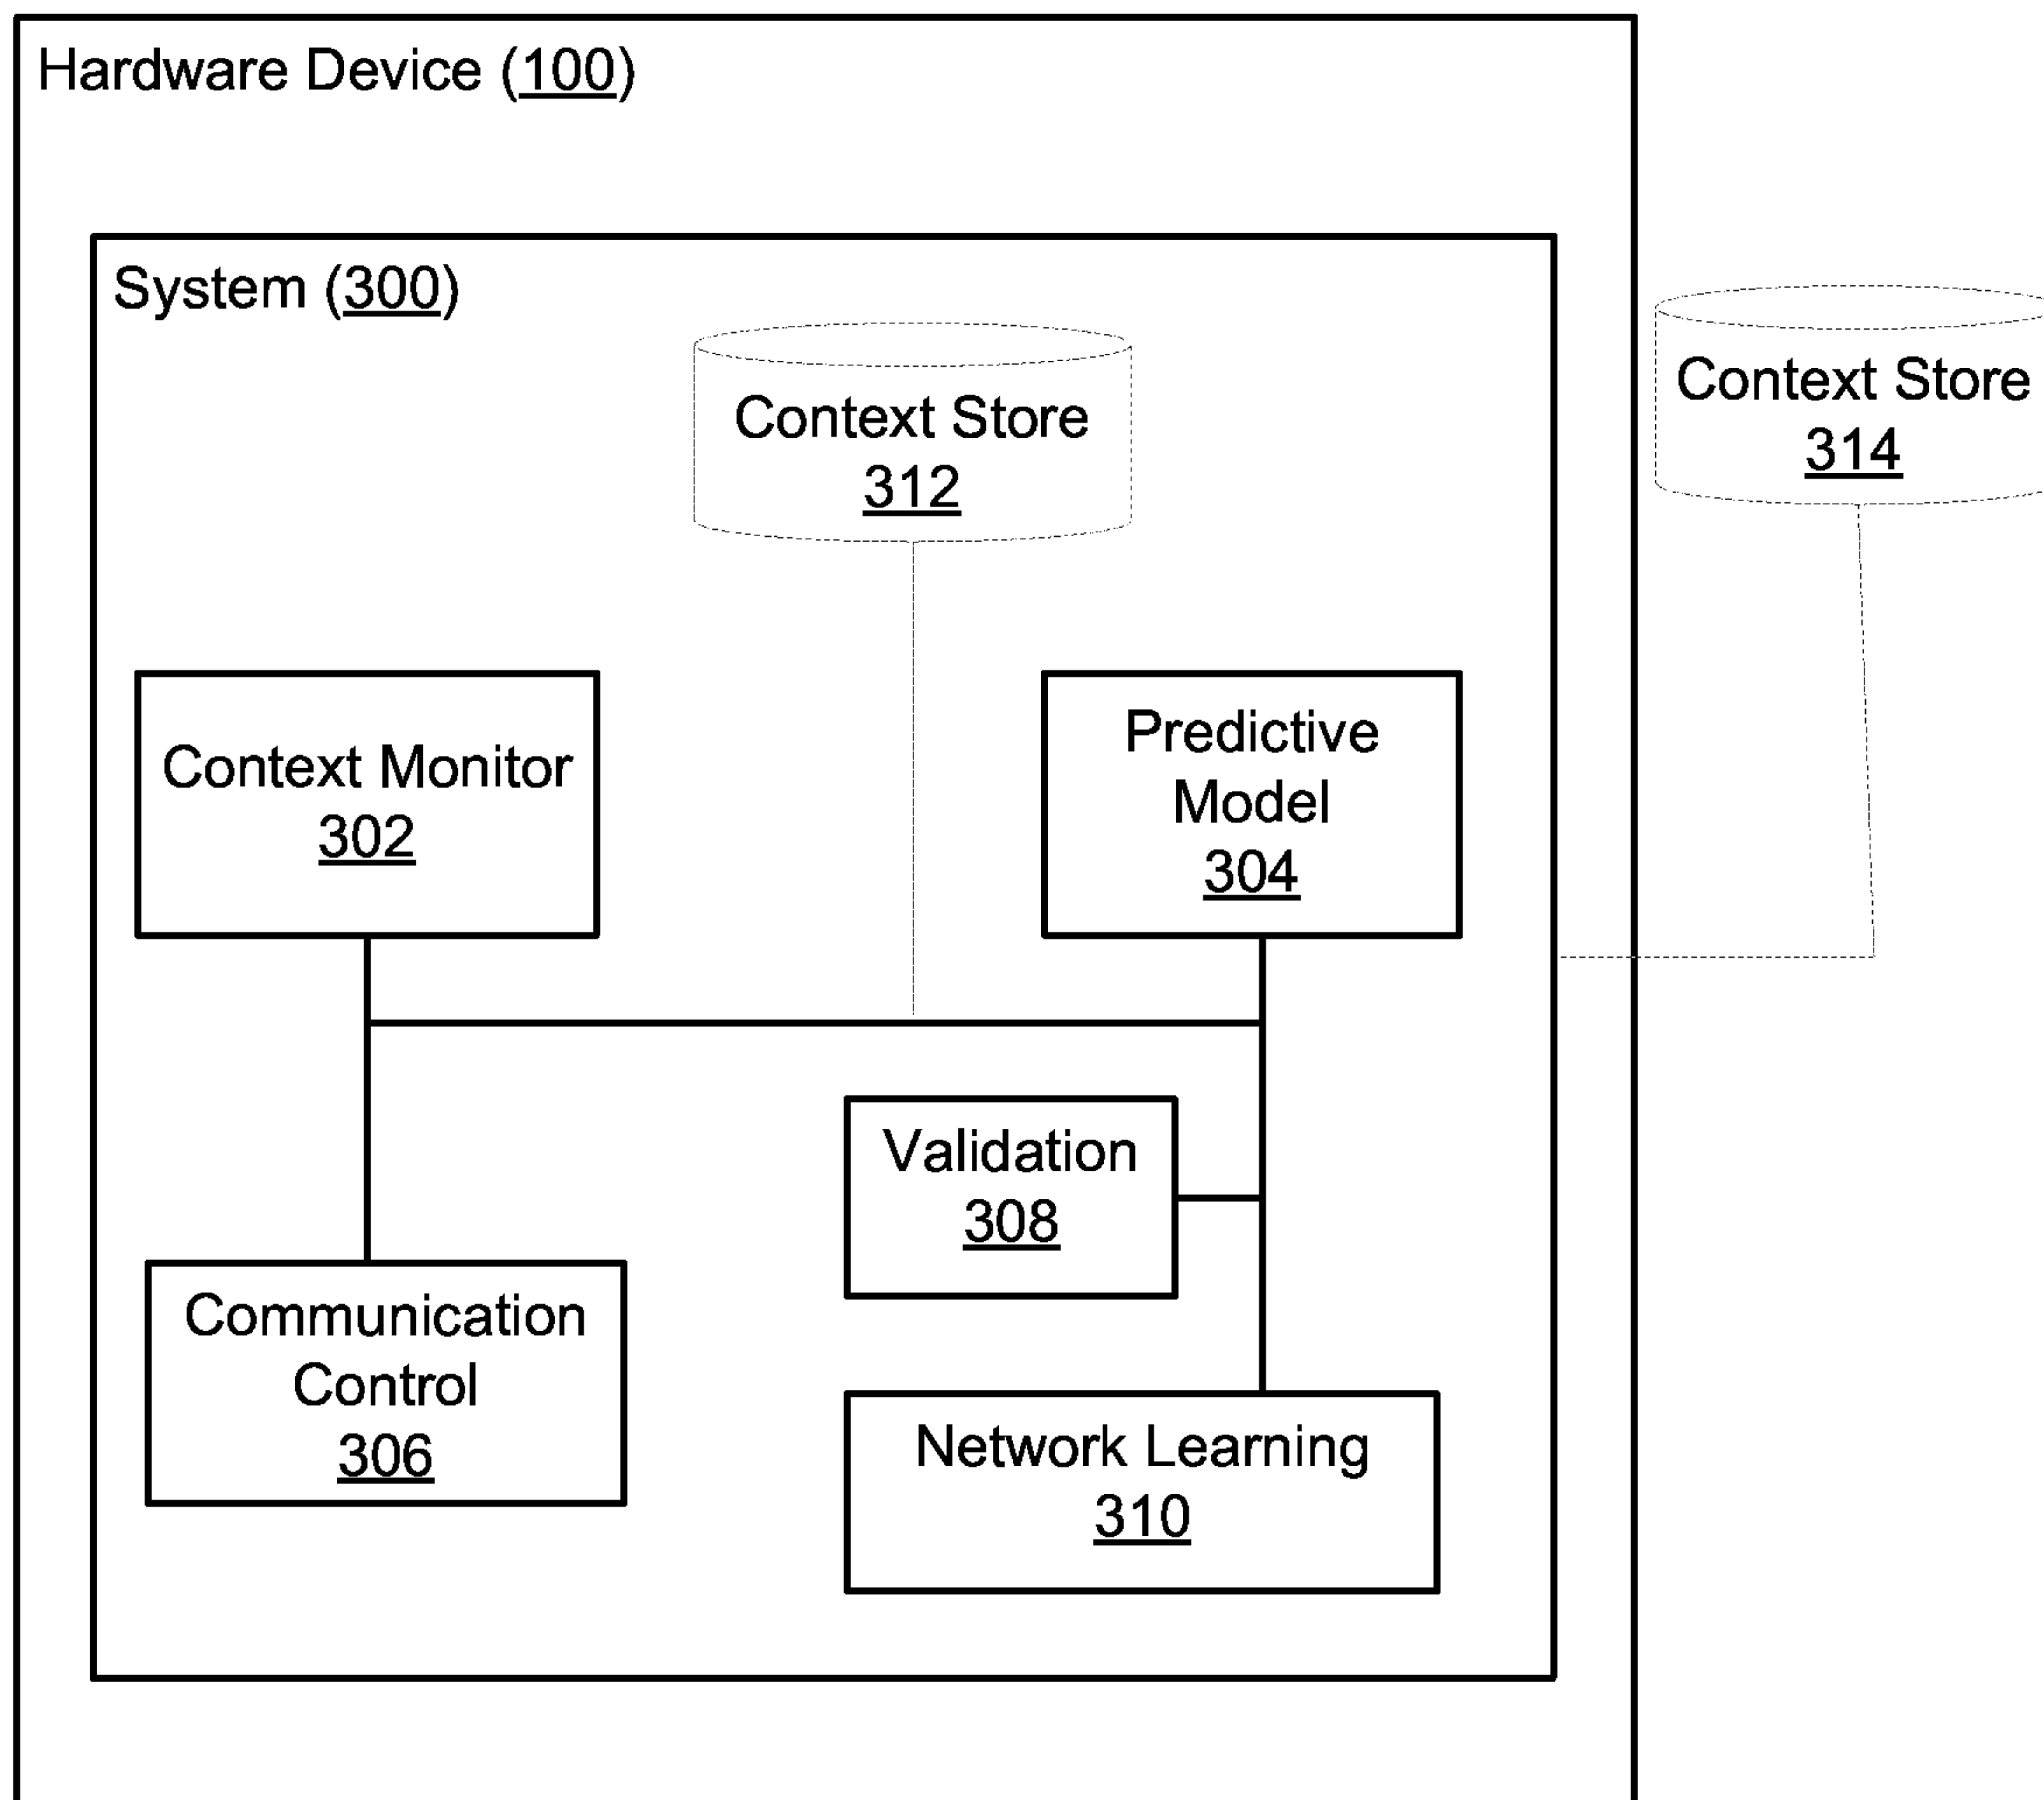 Hardware Device (100)
System (300)
Context Store
312
Context Store
314
Context Monitor
302
Predictive
Model
304
Validation
308
Communication
Control
306
Network Learning
310